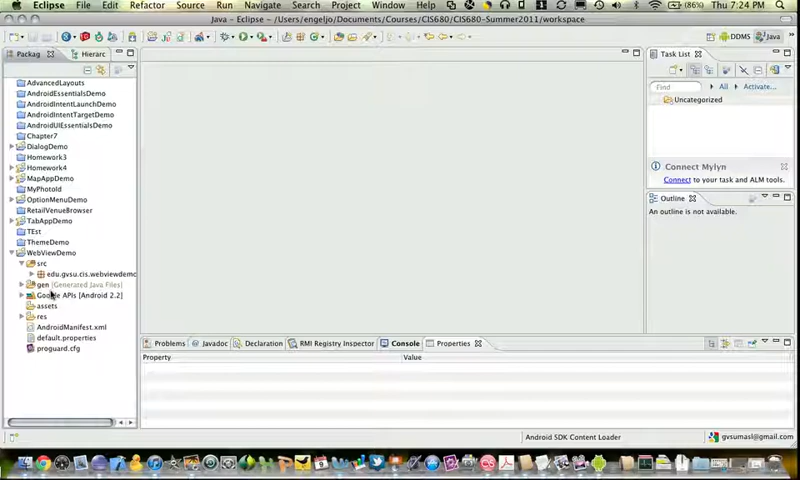 Eclipse File Edit Refactor Source Navigate Search Project Run Window Help (86%) Thu 7:24 PM
Java – Eclipse – /Users/engeljo/Documents/Courses/CIS680/CIS680-Summer2011/workspace
DDMS Java
Packag Hierarc
AdvancedLayouts
AndroidEssentialsDemo
AndroidIntentLaunchDemo
AndroidIntentTargetDemo
AndroidUIEssentialsDemo
Chapter7
DialogDemo
Homework3
Homework4
MapAppDemo
MyPhotoId
OptionMenuDemo
RetailVenueBrowser
TabAppDemo
TEst
ThemeDemo
WebViewDemo
src
edu.gvsu.cis.webviewdemo
gen [Generated Java Files]
Google APIs [Android 2.2]
assets
res
AndroidManifest.xml
default.properties
proguard.cfg
Task List
Find All Activate...
Uncategorized
Connect Mylyn
Connect to your task and ALM tools.
Outline
An outline is not available.
Problems Javadoc Declaration RMI Registry Inspector Console Properties
Property Value
Android SDK Content Loader
gvsumasl@gmail.com